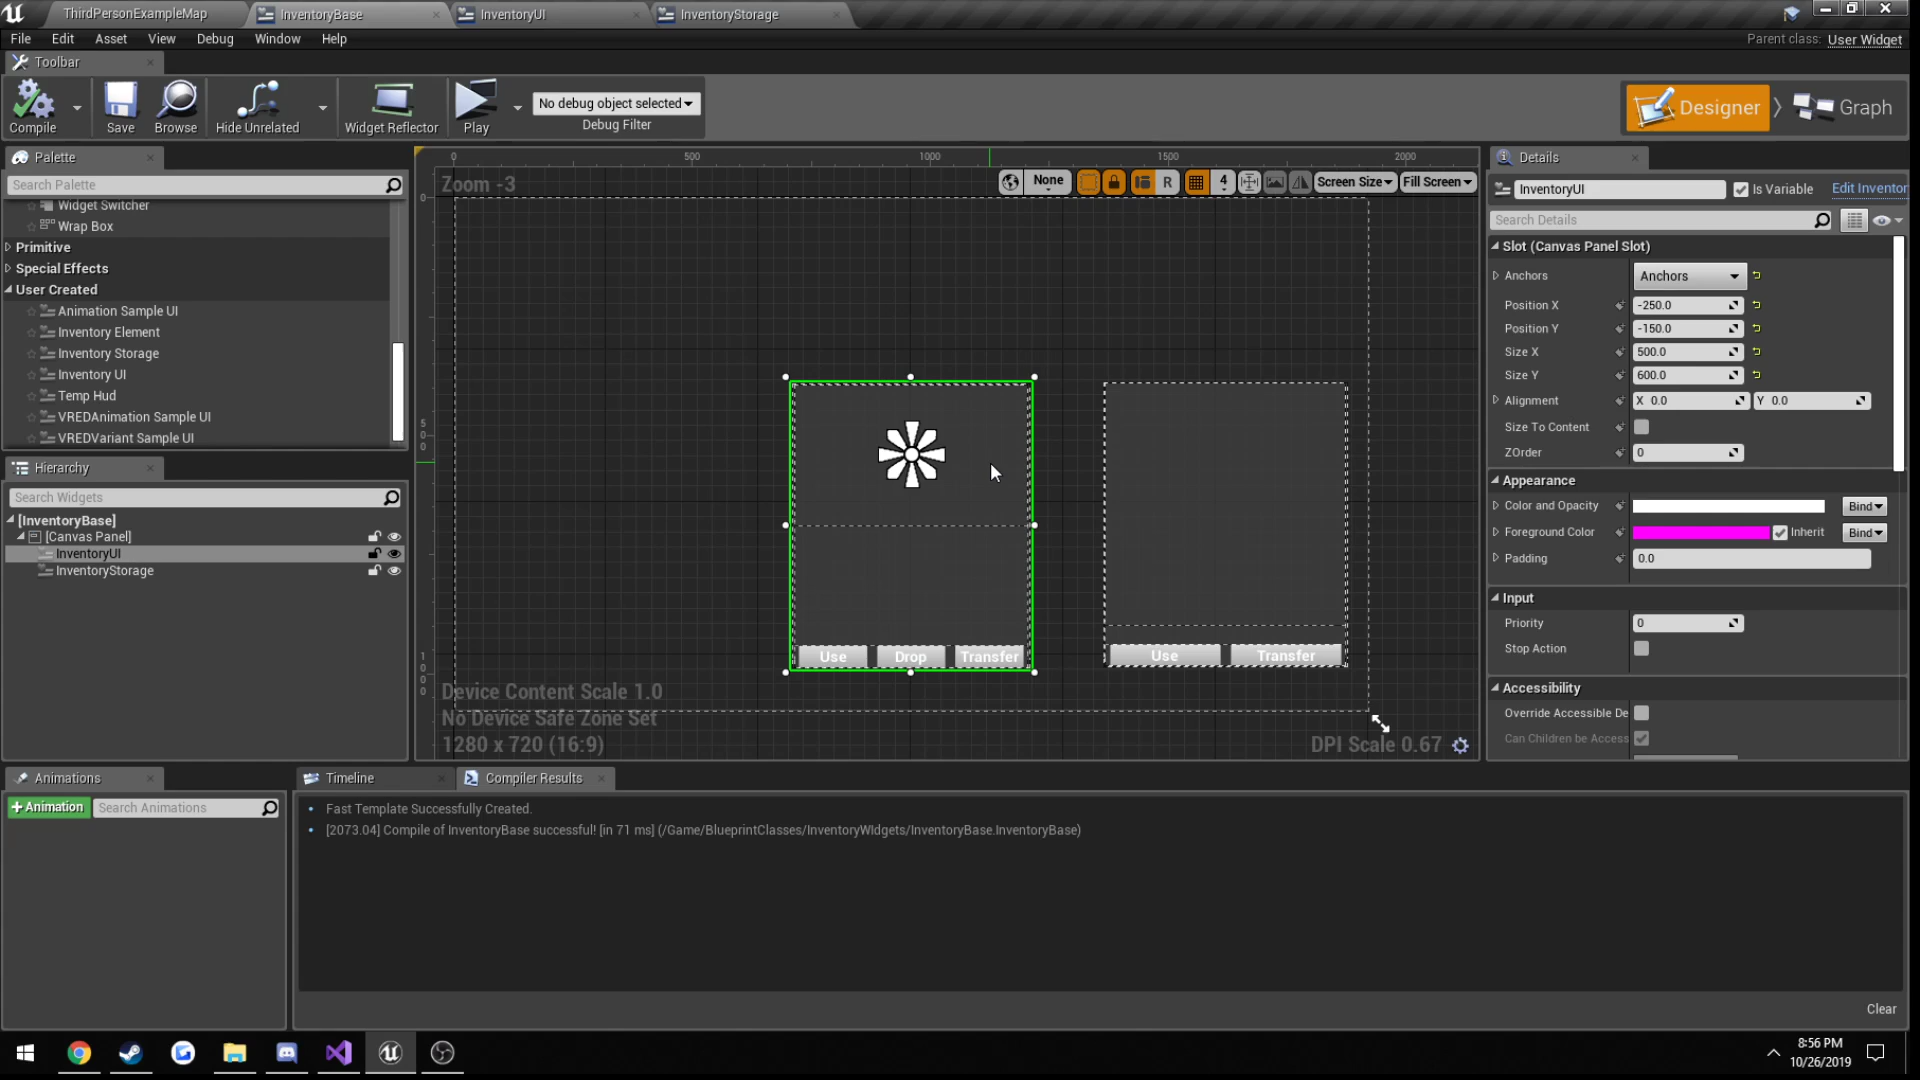 ThirdPersonExampleMap
InventoryBase
InventoryUI
InventoryStorage
File Edit Asset View Debug Window Help
Parent class: User Widget
Toolbar
Compile
Save
Browse
Hide Unrelated
Widget Reflector
Play
No debug object selected
Debug Filter
Designer
Graph
Palette
Search Palette
Widget Switcher
Wrap Box
Primitive
Special Effects
User Created
Animation Sample UI
Inventory Element
Inventory Storage
Inventory UI
Temp Hud
VREDAnimation Sample UI
VREDVariant Sample UI
Hierarchy
Search Widgets
[InventoryBase]
[Canvas Panel]
InventoryUI
InventoryStorage
0 500 1000 1500 2000
Zoom -3
None
R
4
Screen Size
Fill Screen
0
500
1000
Use Drop Transfer
Use Transfer
Device Content Scale 1.0
No Device Safe Zone Set
1280 x 720 (16:9)
DPI Scale 0.67
Details
InventoryUI
Is Variable
Edit Inventor
Search Details
Slot (Canvas Panel Slot)
Anchors Anchors
Position X -250.0
Position Y -150.0
Size X 500.0
Size Y 600.0
Alignment X 0.0 Y 0.0
Size To Content
ZOrder 0
Appearance
Color and Opacity Bind
Foreground Color Inherit Bind
Padding 0.0
Input
Priority 0
Stop Action
Accessibility
Override Accessible De
Can Children be Access
Animations
+Animation
Search Animations
Timeline
Compiler Results
Fast Template Successfully Created.
[2073.04] Compile of InventoryBase successful! [in 71 ms] (/Game/BlueprintClasses/InventoryWIdgets/InventoryBase.InventoryBase)
Clear
8:56 PM
10/26/2019